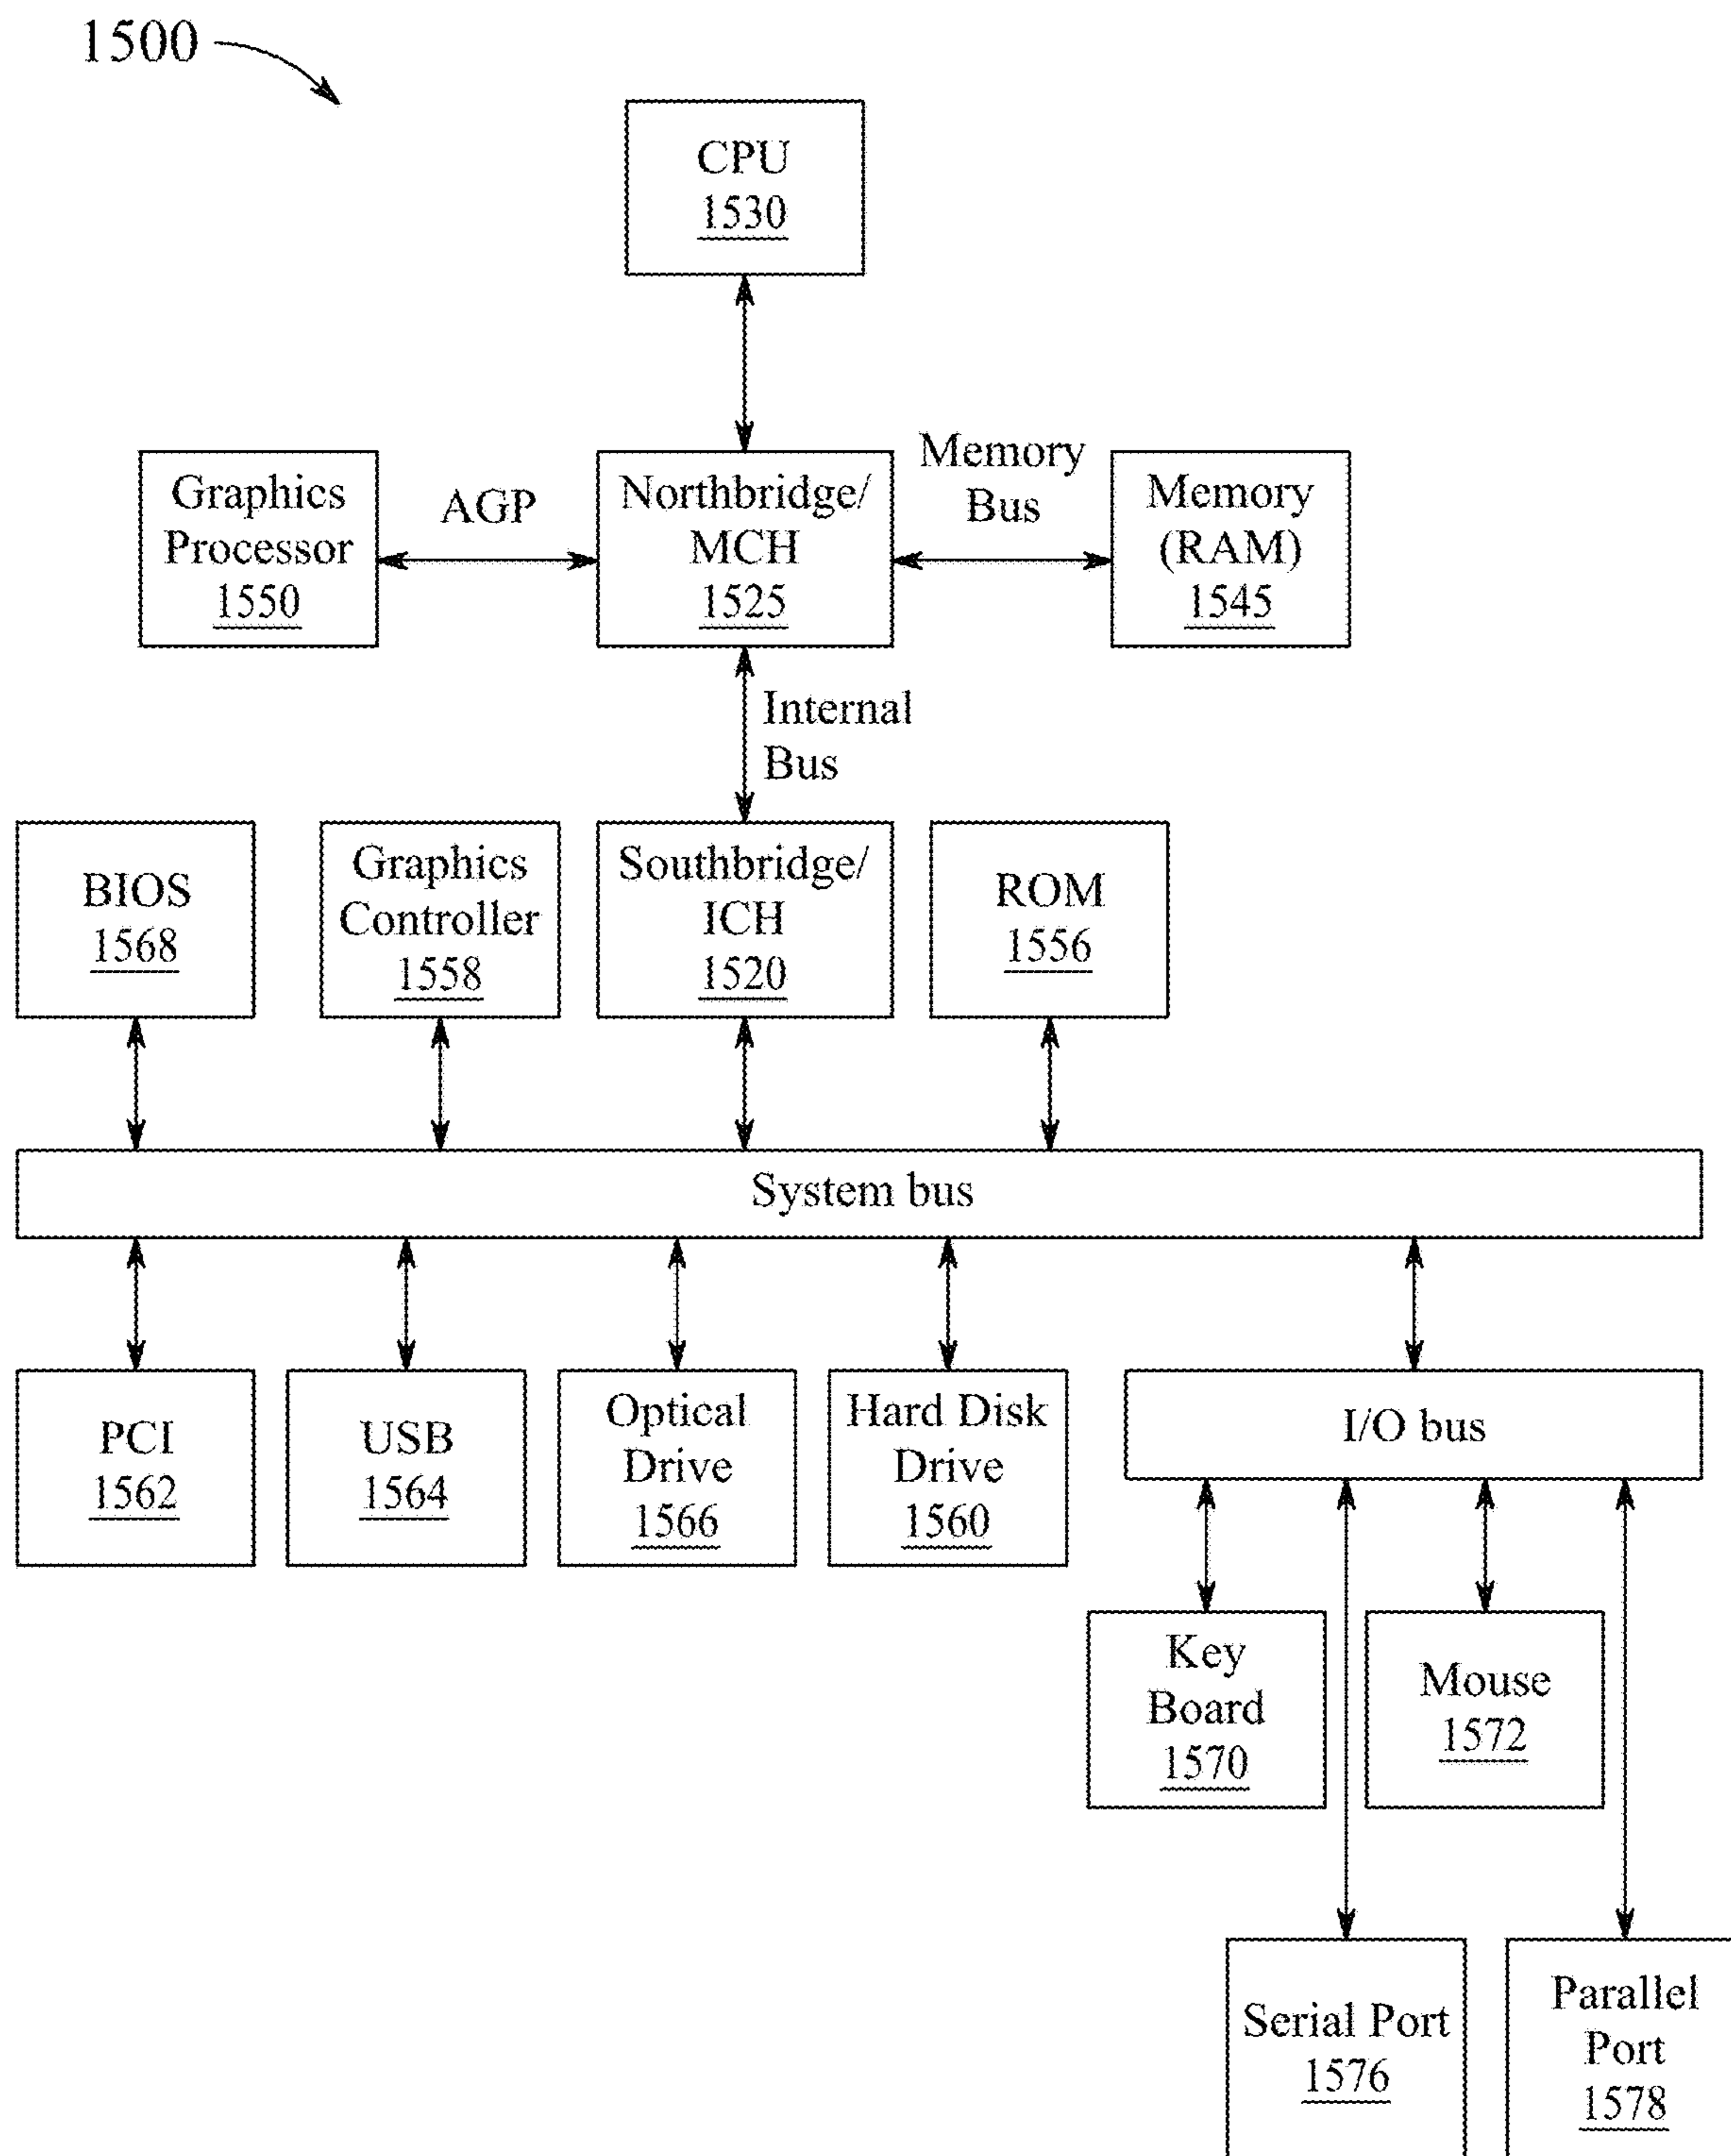 1500
CPU
1530
Graphics
Processor
1550
AGP
Northbridge/
MCH
1525
Memory
Bus
Memory
(RAM)
1545
Internal
Bus
BIOS
1568
Graphics
Controller
1558
Southbridge/
ICH
1520
ROM
1556
System bus
PCI
1562
USB
1564
Optical
Drive
1566
Hard Disk
Drive
1560
I/O bus
Key
Board
1570
Mouse
1572
Serial Port
1576
Parallel
Port
1578